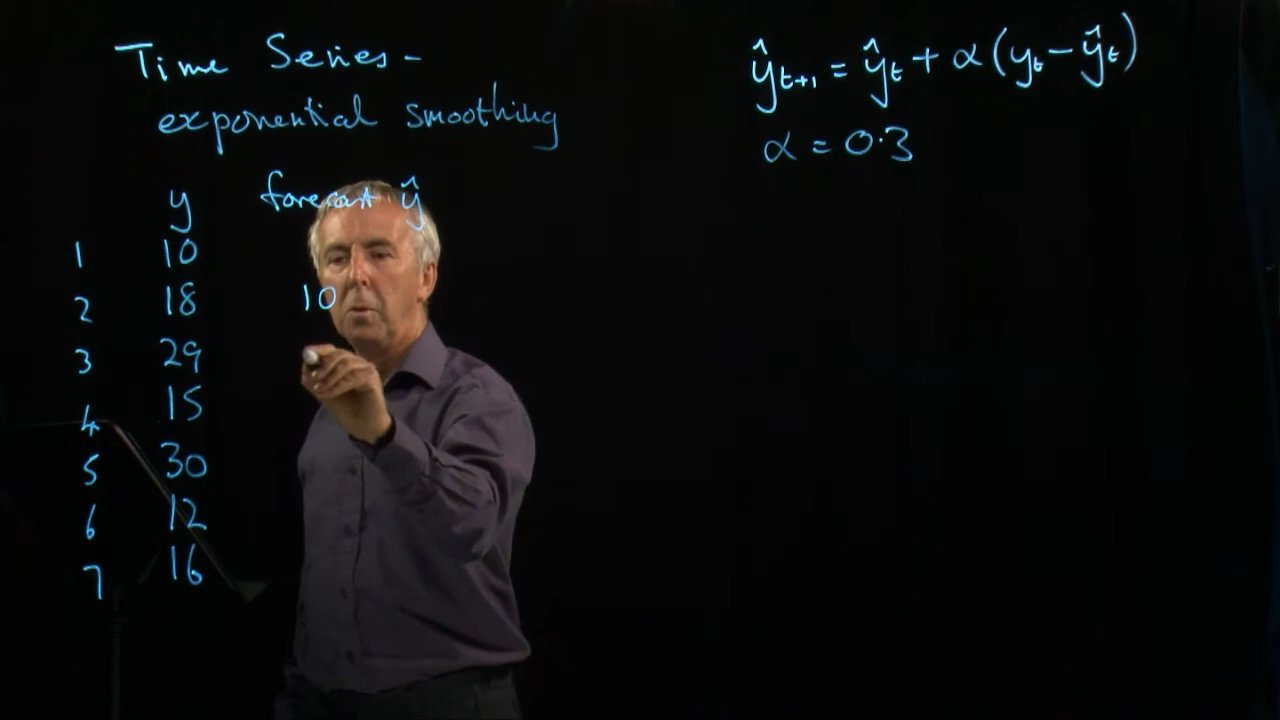 Time Series -
exponential smoothing
y forecast ŷ
1 10
2 18 10
3 29
4 15
5 30
6 12
7 16
ŷₜ₊₁ = ŷₜ + α (yₜ - ŷₜ)
α = 0·3